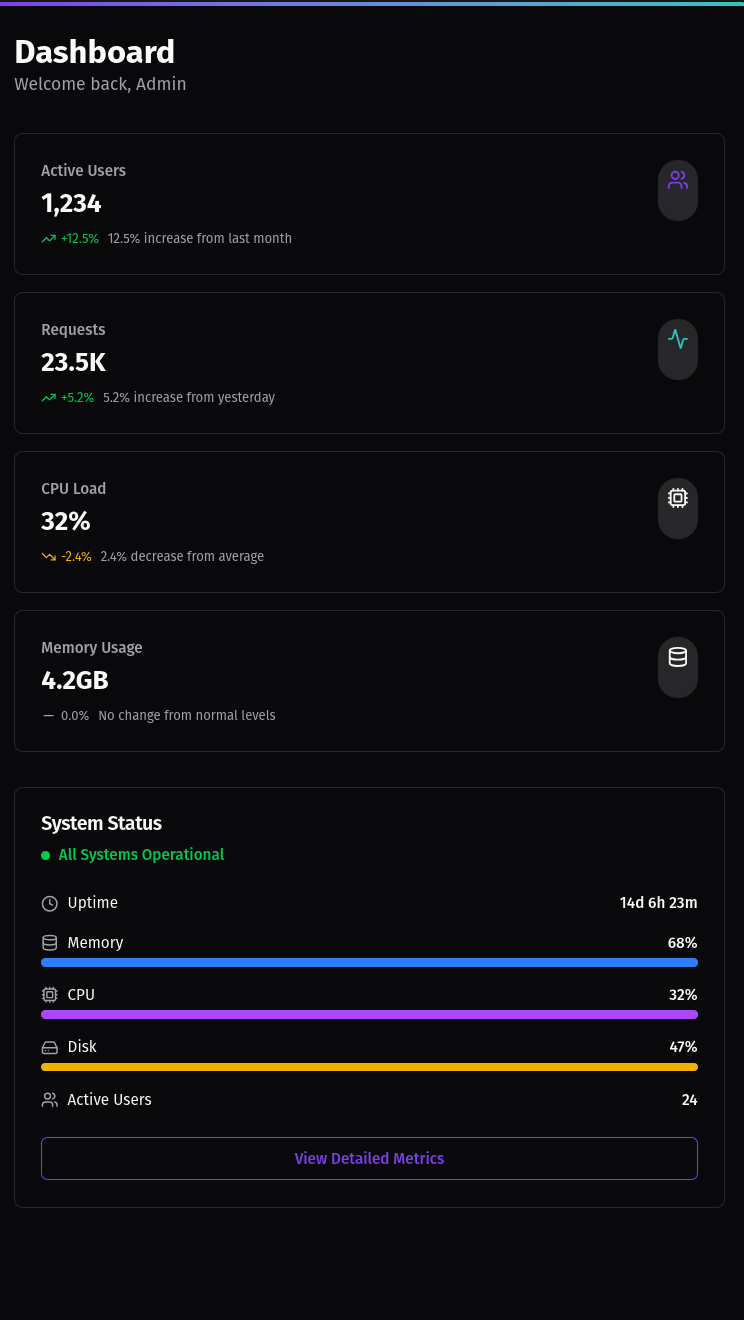 Dashboard
Welcome back, Admin
Active Users
1,234
+12.5% 12.5% increase from last month
Requests
23.5K
+5.2% 5.2% increase from yesterday
CPU Load
32%
-2.4% 2.4% decrease from average
Memory Usage
4.2GB
0.0% No change from normal levels
System Status
All Systems Operational
Uptime 14d 6h 23m
Memory 68%
CPU 32%
Disk 47%
Active Users 24
View Detailed Metrics